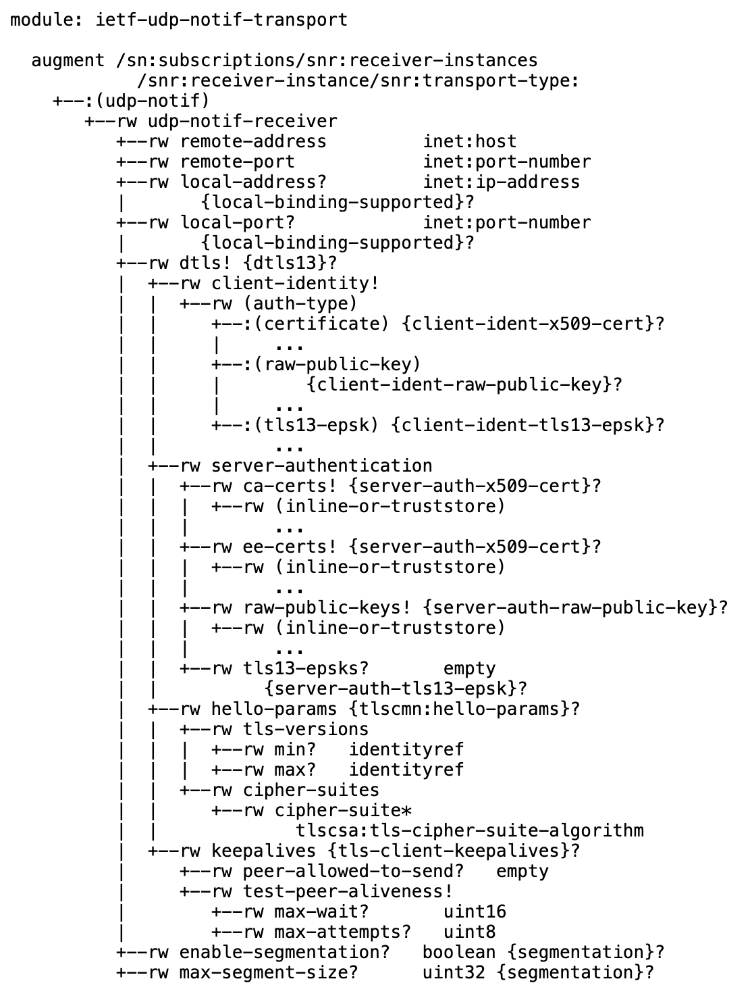 module: ietf-udp-notif-transport

  augment /sn:subscriptions/snr:receiver-instances
            /snr:receiver-instance/snr:transport-type:
    +--:(udp-notif)
       +--rw udp-notif-receiver
          +--rw remote-address         inet:host
          +--rw remote-port            inet:port-number
          +--rw local-address?         inet:ip-address
          |       {local-binding-supported}?
          +--rw local-port?            inet:port-number
          |       {local-binding-supported}?
          +--rw dtls! {dtls13}?
          |  +--rw client-identity!
          |  |  +--rw (auth-type)
          |  |     +--:(certificate) {client-ident-x509-cert}?
          |  |     |     ...
          |  |     +--:(raw-public-key)
          |  |     |        {client-ident-raw-public-key}?
          |  |     |     ...
          |  |     +--:(tls13-epsk) {client-ident-tls13-epsk}?
          |  |           ...
          |  +--rw server-authentication
          |  |  +--rw ca-certs! {server-auth-x509-cert}?
          |  |  |  +--rw (inline-or-truststore)
          |  |  |        ...
          |  |  +--rw ee-certs! {server-auth-x509-cert}?
          |  |  |  +--rw (inline-or-truststore)
          |  |  |        ...
          |  |  +--rw raw-public-keys! {server-auth-raw-public-key}?
          |  |  |  +--rw (inline-or-truststore)
          |  |  |        ...
          |  |  +--rw tls13-epsks?       empty
          |  |          {server-auth-tls13-epsk}?
          |  +--rw hello-params {tlscmn:hello-params}?
          |  |  +--rw tls-versions
          |  |  |  +--rw min?   identityref
          |  |  |  +--rw max?   identityref
          |  |  +--rw cipher-suites
          |  |     +--rw cipher-suite*
          |  |             tlscsa:tls-cipher-suite-algorithm
          |  +--rw keepalives {tls-client-keepalives}?
          |     +--rw peer-allowed-to-send?   empty
          |     +--rw test-peer-aliveness!
          |        +--rw max-wait?       uint16
          |        +--rw max-attempts?   uint8
          +--rw enable-segmentation?   boolean {segmentation}?
          +--rw max-segment-size?      uint32 {segmentation}?